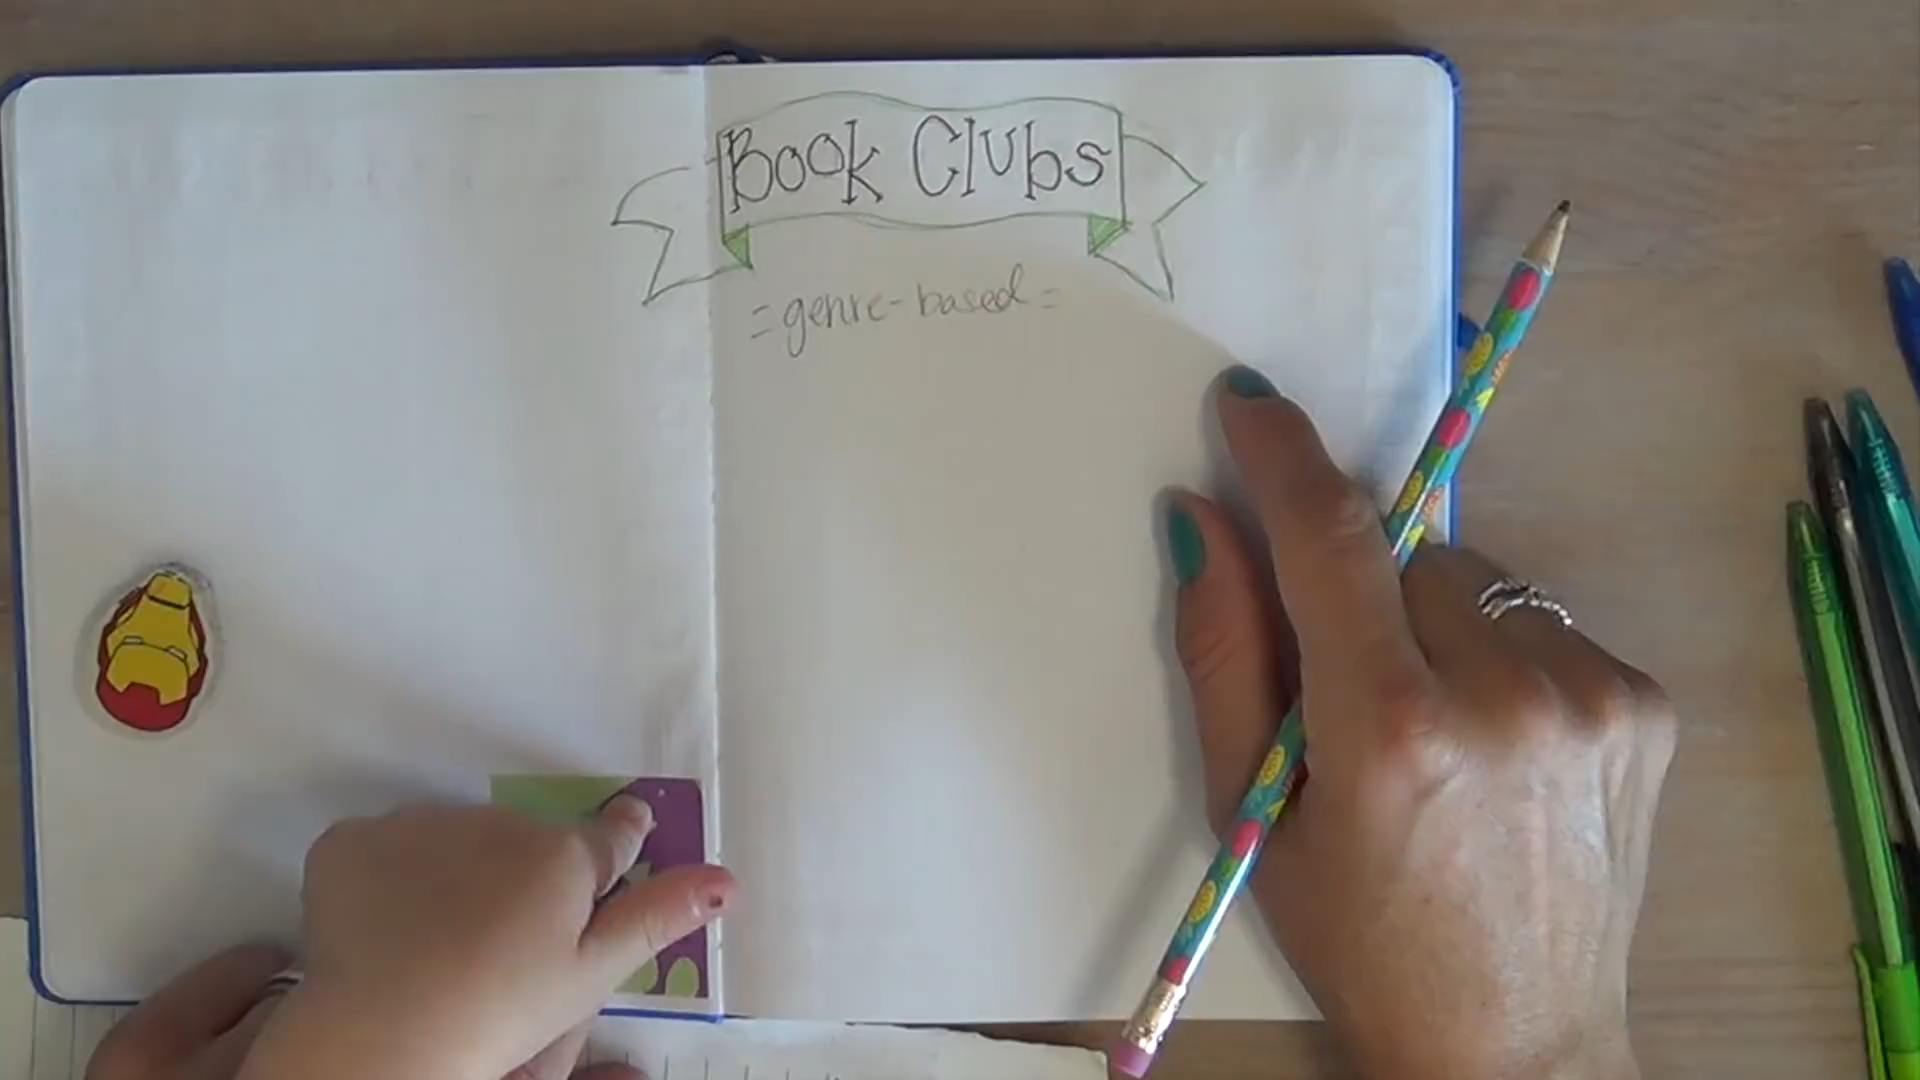 Book Clubs
= genre-based =